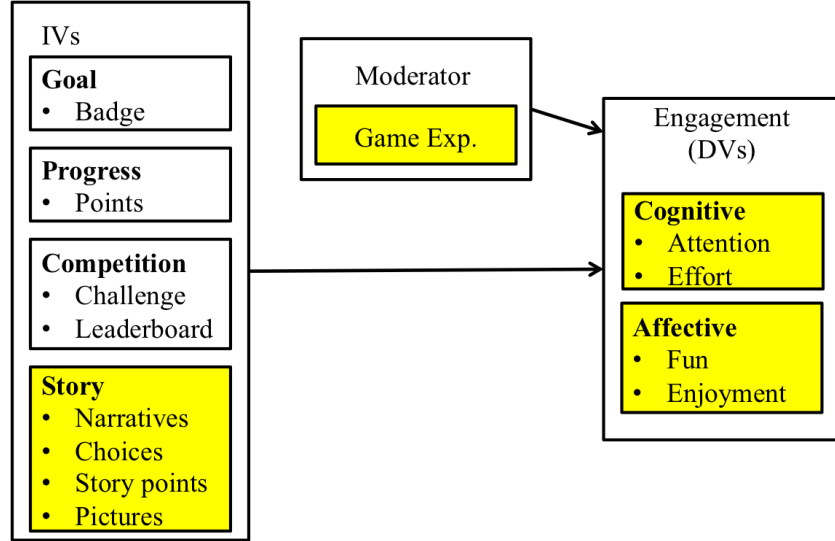 IVs
Goal
• Badge
Progress
• Points
Competition
• Challenge
• Leaderboard
Story
• Narratives
• Choices
• Story points
• Pictures
Moderator
Game Exp.
Engagement
(DVs)
Cognitive
• Attention
• Effort
Affective
• Fun
• Enjoyment